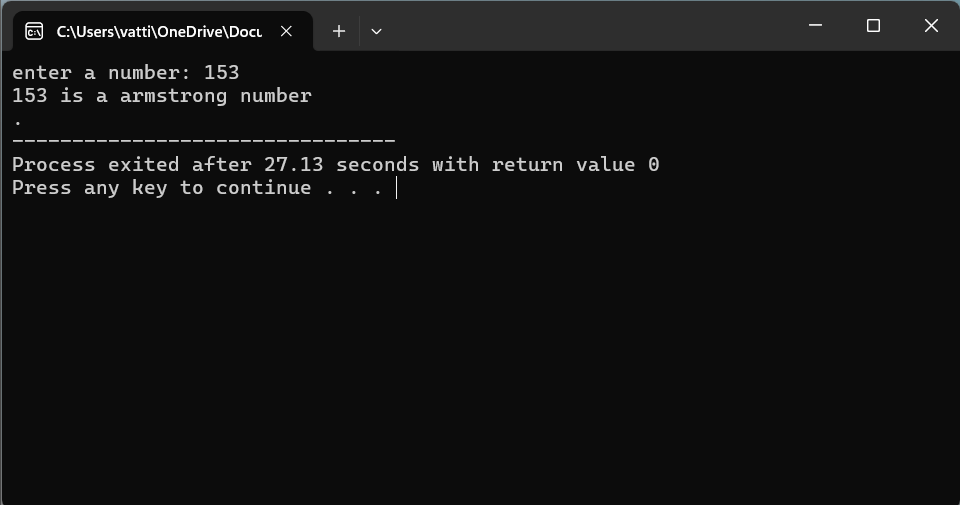 C:\Users\vatti\OneDrive\Docu
enter a number: 153
153 is a armstrong number
.
--------------------------------
Process exited after 27.13 seconds with return value 0
Press any key to continue . . .